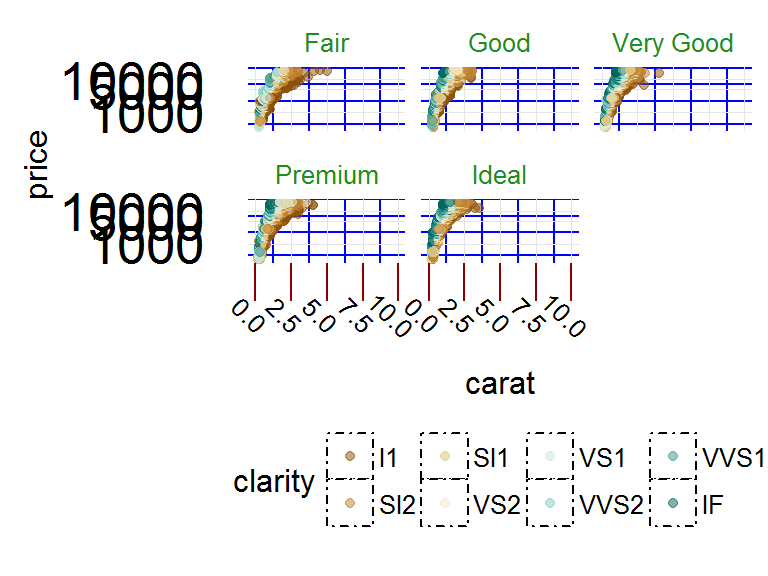 Fair Good Very Good
10000
5000
1000
price
Premium Ideal
10000
5000
1000
0.0 2.5 5.0 7.5 10.0 0.0 2.5 5.0 7.5 10.0
carat
clarity
I1 SI1 VS1 VVS1
SI2 VS2 VVS2 IF